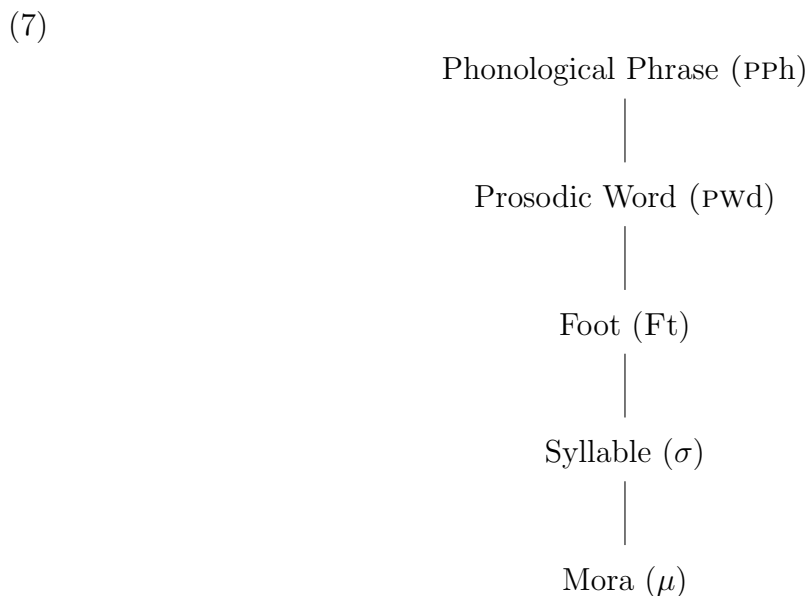 (7)
Phonological Phrase (PPh)
Prosodic Word (PWd)
Foot (Ft)
Syllable (σ)
Mora (μ)